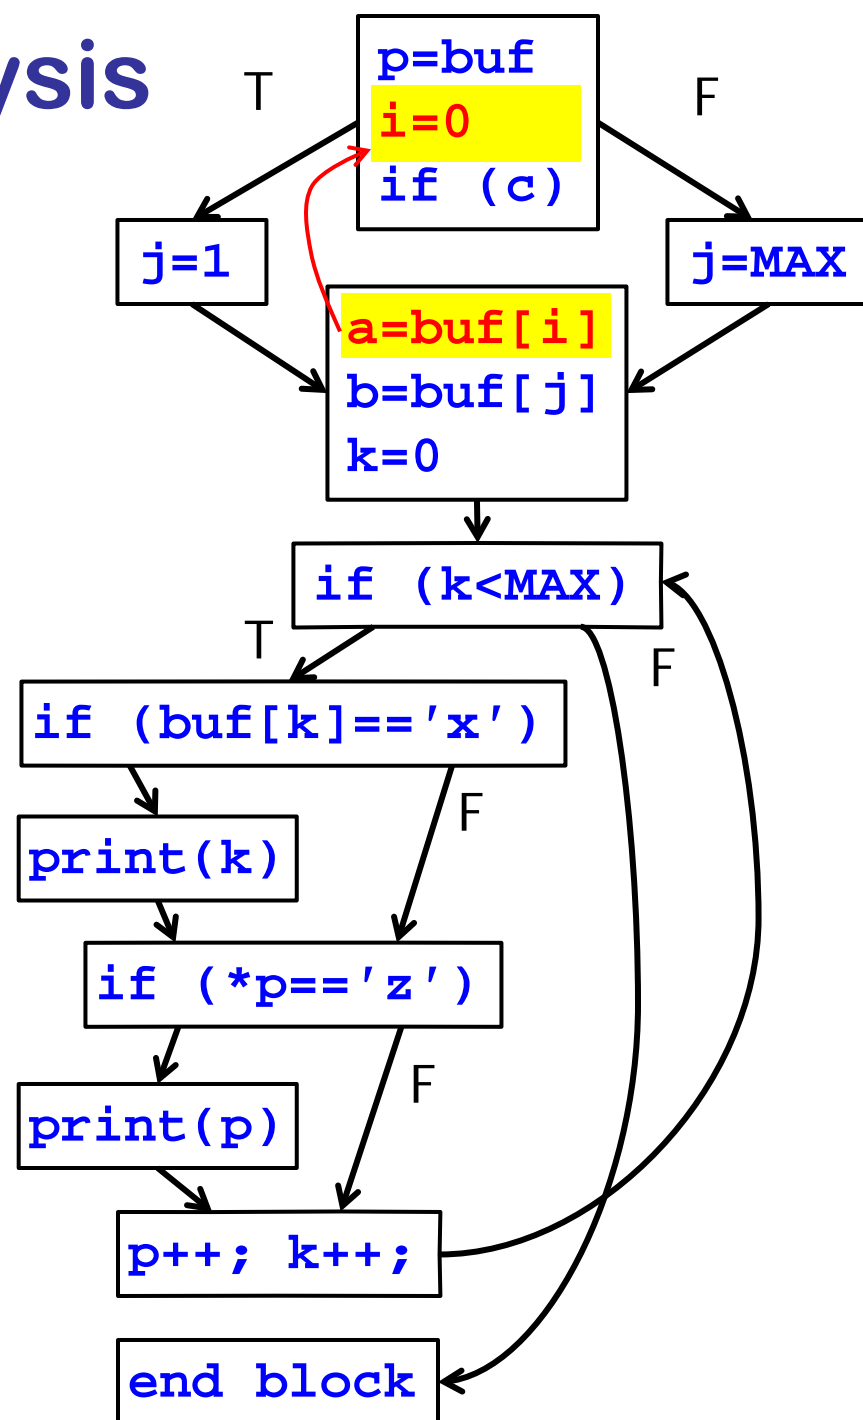 ysis
T
F
p=buf
i=0
if (c)
j=1
j=MAX
a=buf[i]
b=buf[j]
k=0
if (k<MAX)
T
F
if (buf[k]=='x')
F
print(k)
if (*p=='z')
F
print(p)
p++; k++;
end block